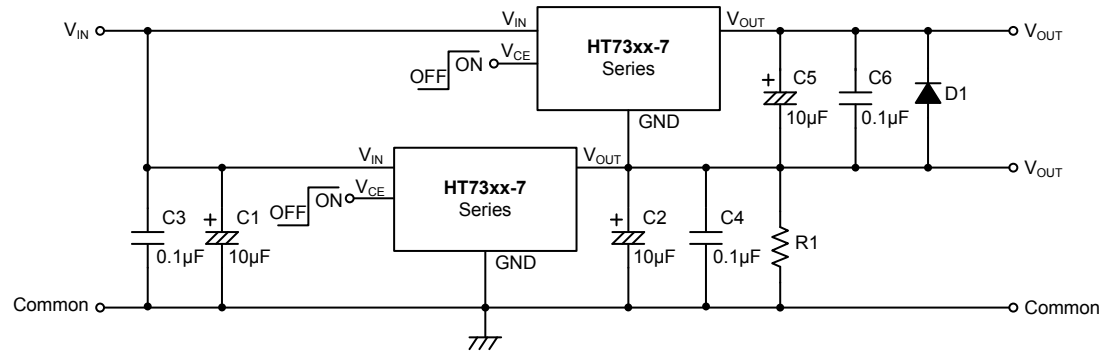 V_IN
V_IN
HT73xx-7
Series
V_OUT
V_OUT
OFF
ON
V_CE
GND
C5
10µF
C6
0.1µF
D1
V_IN
HT73xx-7
Series
V_OUT
V_OUT
OFF
ON
V_CE
GND
C3
0.1µF
C1
10µF
C2
10µF
C4
0.1µF
R1
Common
Common